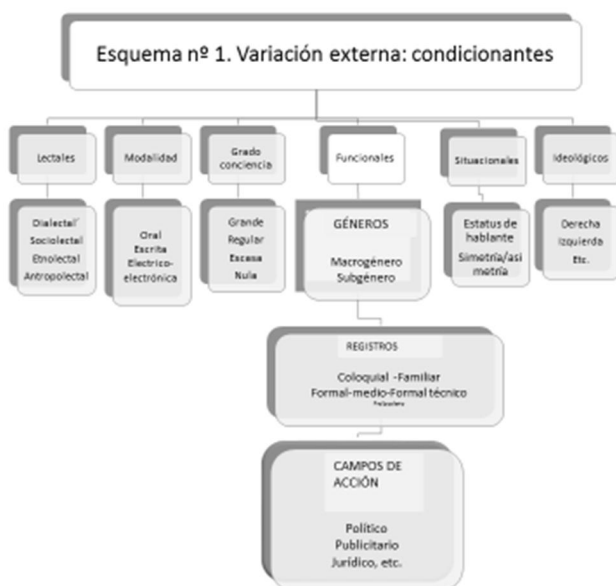 Esquema nº 1. Variación externa: condicionantes
Lectales
Modalidad
Grado
conciencia
Funcionales
Situacionales
Ideológicos
Dialectal´
Sociolectal
Etnolectal
Antropolectal
Oral
Escrita
Electrico-
electrónica
Grande
Regular
Escasa
Nula
GÉNEROS
Macrogénero
Subgénero
Estatus de
hablante
Simetría/asi
metría
Derecha
Izquierda
Etc.
REGISTROS
Coloquial -Familiar
Formal-medio-Formal técnico
CAMPOS DE
ACCIÓN
Político
Publicitario
Jurídico, etc.